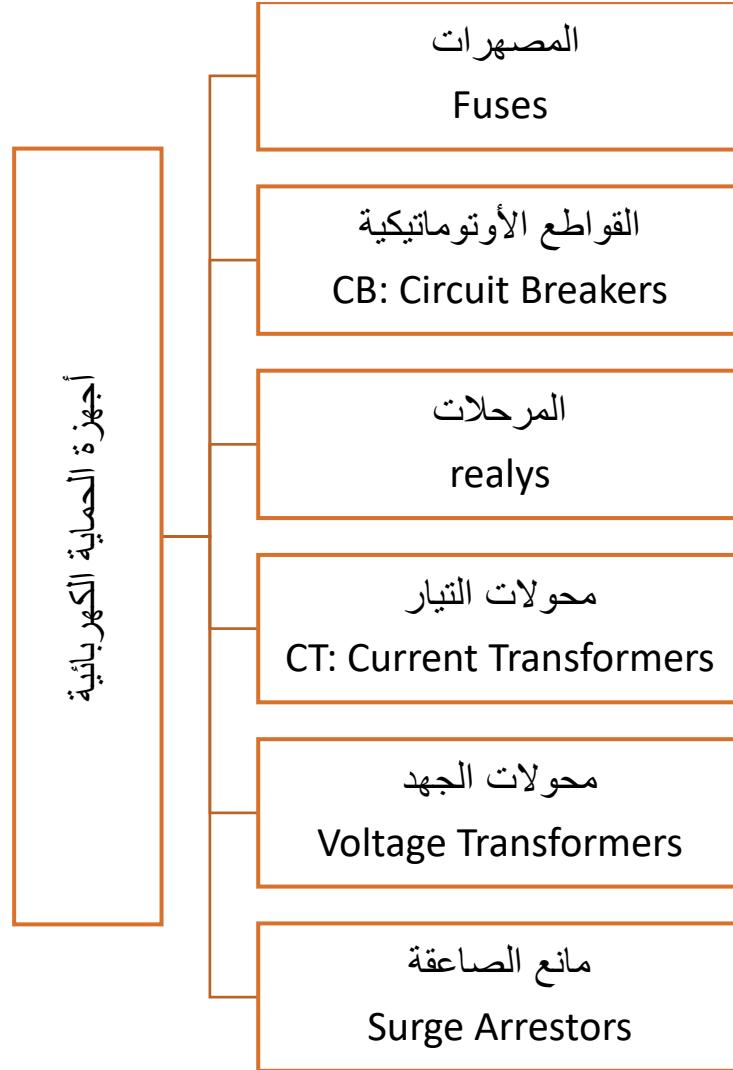 أجهزة الحماية الكهربائية
المصهرات
Fuses
القواطع الأوتوماتيكية
CB: Circuit Breakers
المرحلات
realys
محولات التيار
CT: Current Transformers
محولات الجهد
Voltage Transformers
مانع الصاعقة
Surge Arrestors